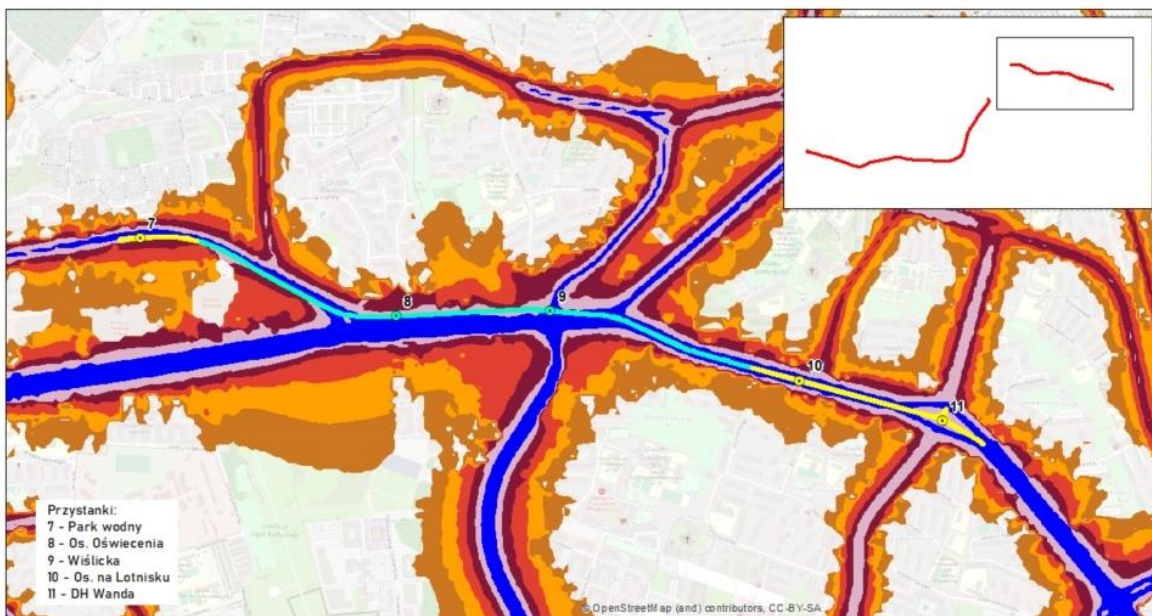 7
8
9
10
11
Przystanki:
7 - Park wodny
8 - Os. Oświecenia
9 - Wiślicka
10 - Os. na Lotnisku
11 - DH Wanda
© OpenStreetMap (and) contributors, CC-BY-SA